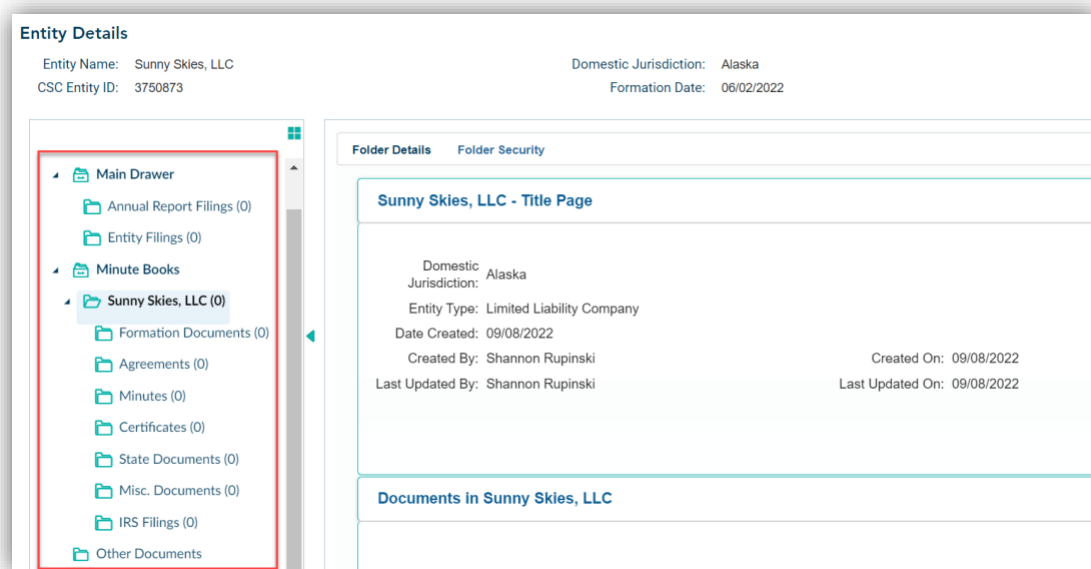 Entity Details
Entity Name: Sunny Skies, LLC
Domestic Jurisdiction: Alaska
CSC Entity ID: 3750873
Formation Date: 06/02/2022
Main Drawer
Annual Report Filings (0)
Entity Filings (0)
Minute Books
Sunny Skies, LLC (0)
Formation Documents (0)
Agreements (0)
Minutes (0)
Certificates (0)
State Documents (0)
Misc. Documents (0)
IRS Filings (0)
Other Documents
Folder Details Folder Security
Sunny Skies, LLC - Title Page
Domestic
Jurisdiction: Alaska
Entity Type: Limited Liability Company
Date Created: 09/08/2022
Created By: Shannon Rupinski
Created On: 09/08/2022
Last Updated By: Shannon Rupinski
Last Updated On: 09/08/2022
Documents in Sunny Skies, LLC